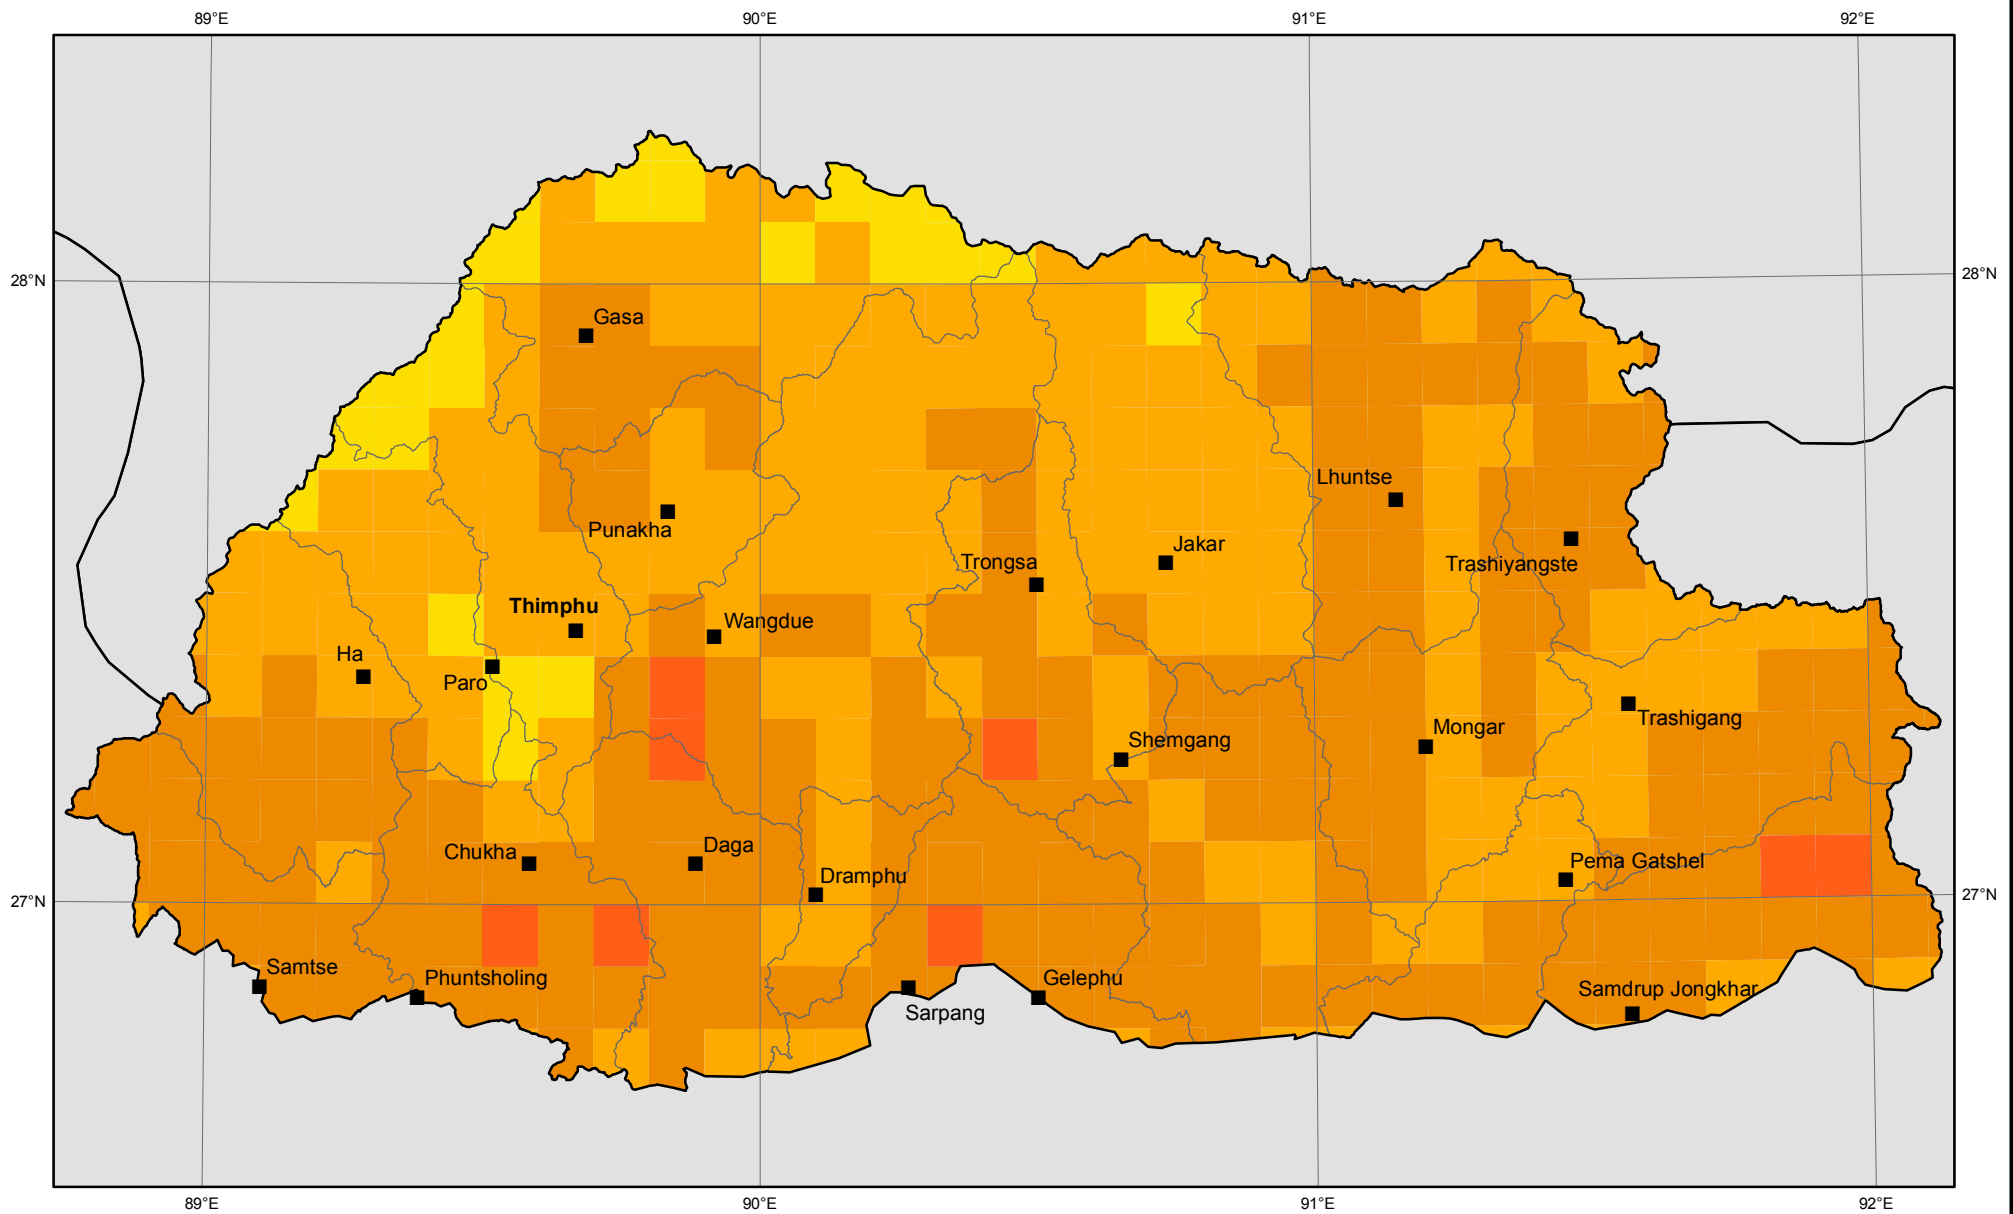 89°E 90°E 91°E 92°E
28°N 28°N
Gasa
Lhuntse
Punakha
Jakar
Trongsa
Trashiyangste
Thimphu
Wangdue
Ha
Paro
Trashigang
Mongar
Shemgang
Daga
Chukha
Pema Gatshel
Dramphu
27°N 27°N
Samtse
Phuntsholing
Gelephu
Samdrup Jongkhar
Sarpang
89°E 90°E 91°E 92°E